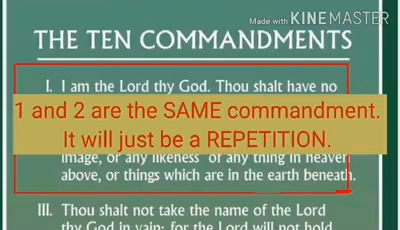 Made with KINEMASTER
THE TEN COMMANDMENTS
I. I am the Lord thy God. Thou shalt have no
1 and 2 are the SAME commandment.
It will just be a REPETITION.
image, or any likeness of any thing in heaven
above, or things which are in the earth beneath.
III. Thou shalt not take the name of the Lord
thy God in vain; for the Lord will not hold